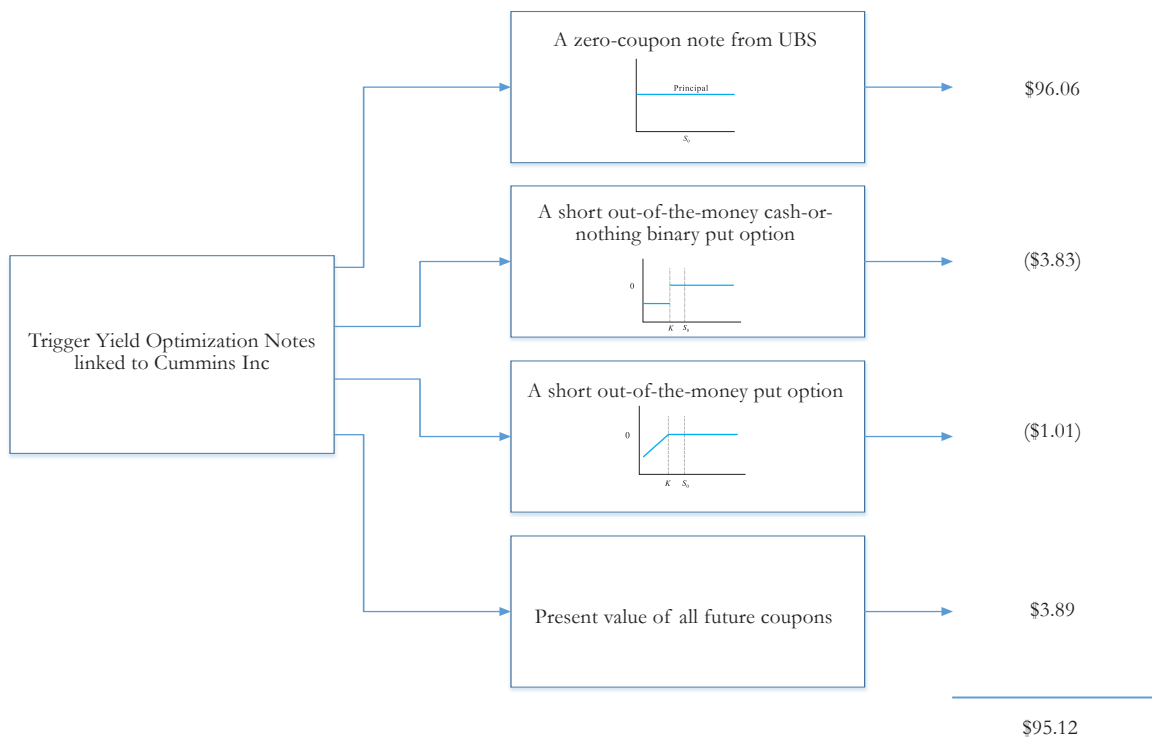 A zero-coupon note from UBS
Principal
S0
$96.06
A short out-of-the-money cash-or-
nothing binary put option
0
K
S0
($3.83)
Trigger Yield Optimization Notes
linked to Cummins Inc
A short out-of-the-money put option
0
K
S0
($1.01)
Present value of all future coupons
$3.89
$95.12